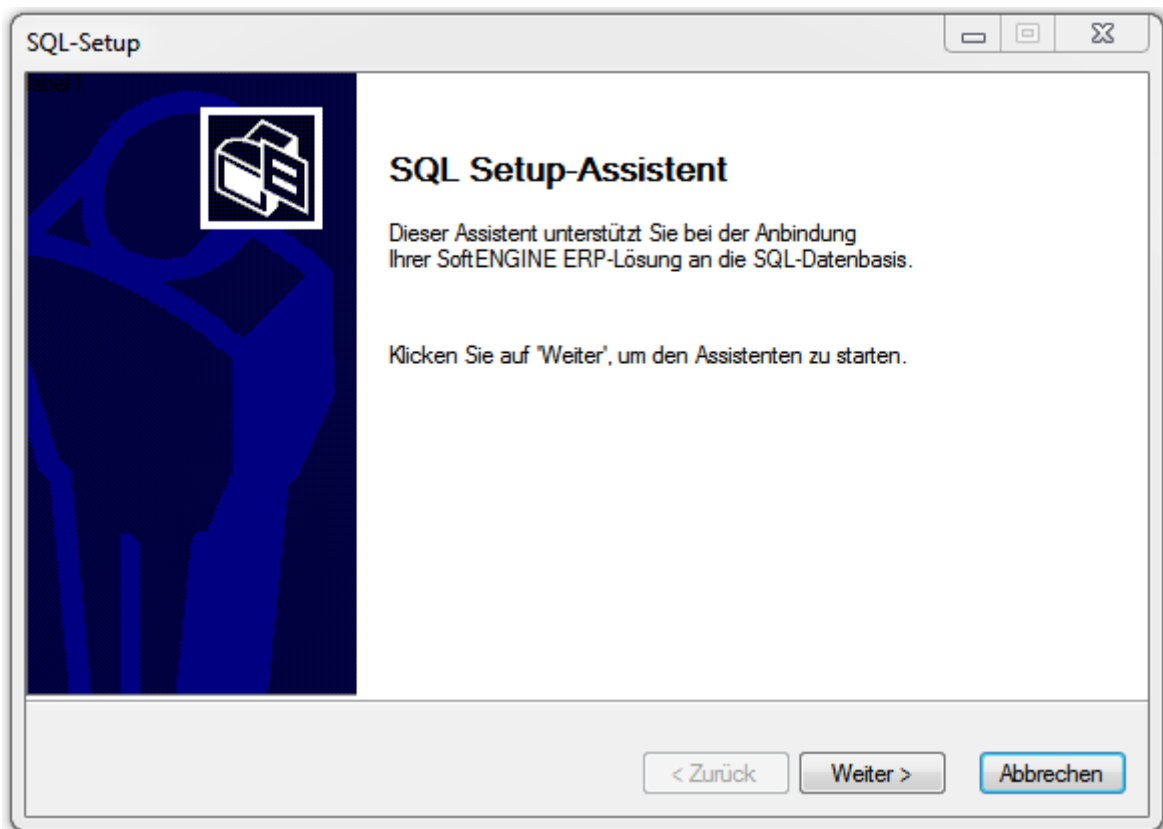 SQL-Setup
label1
SQL Setup-Assistent
Dieser Assistent unterstützt Sie bei der Anbindung
Ihrer SoftENGINE ERP-Lösung an die SQL-Datenbasis.
Klicken Sie auf "Weiter", um den Assistenten zu starten.
< Zurück
Weiter >
Abbrechen